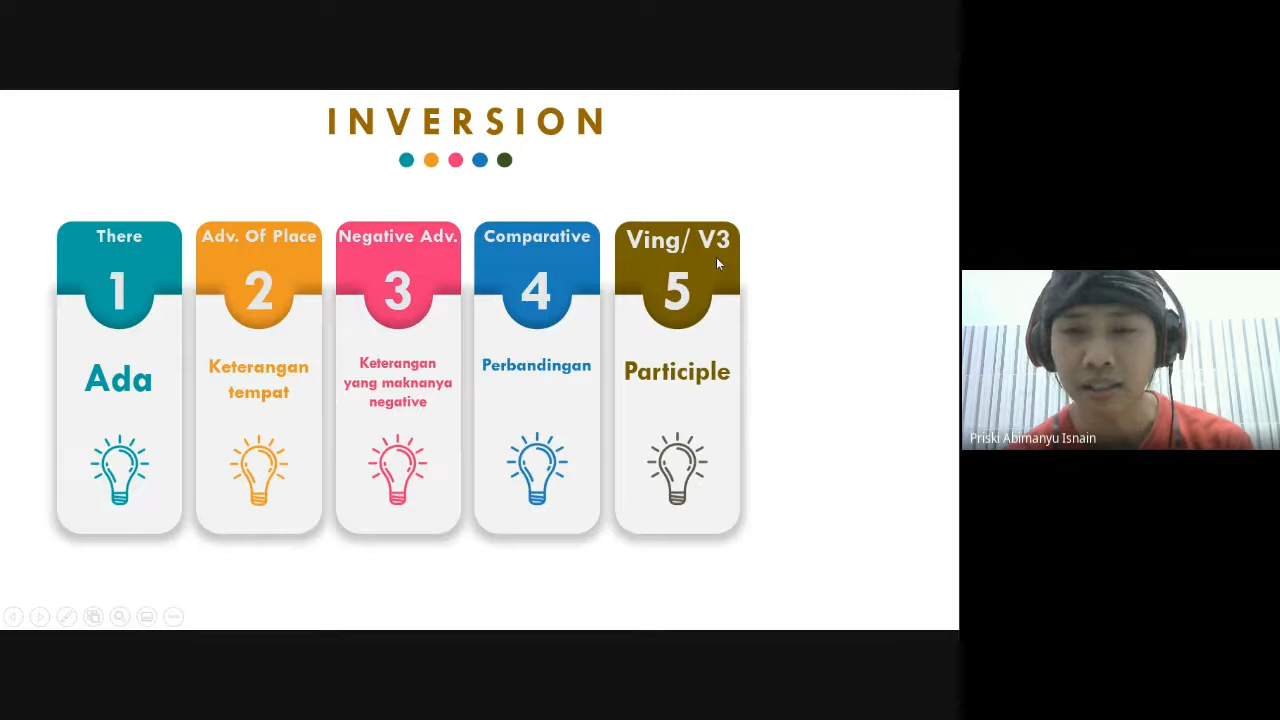 INVERSION
There
1
Ada
Adv. Of Place
2
Keterangan
tempat
Negative Adv.
3
Keterangan
yang maknanya
negative
Comparative
4
Perbandingan
Ving/ V3
5
Participle
Priski Abimanyu Isnain